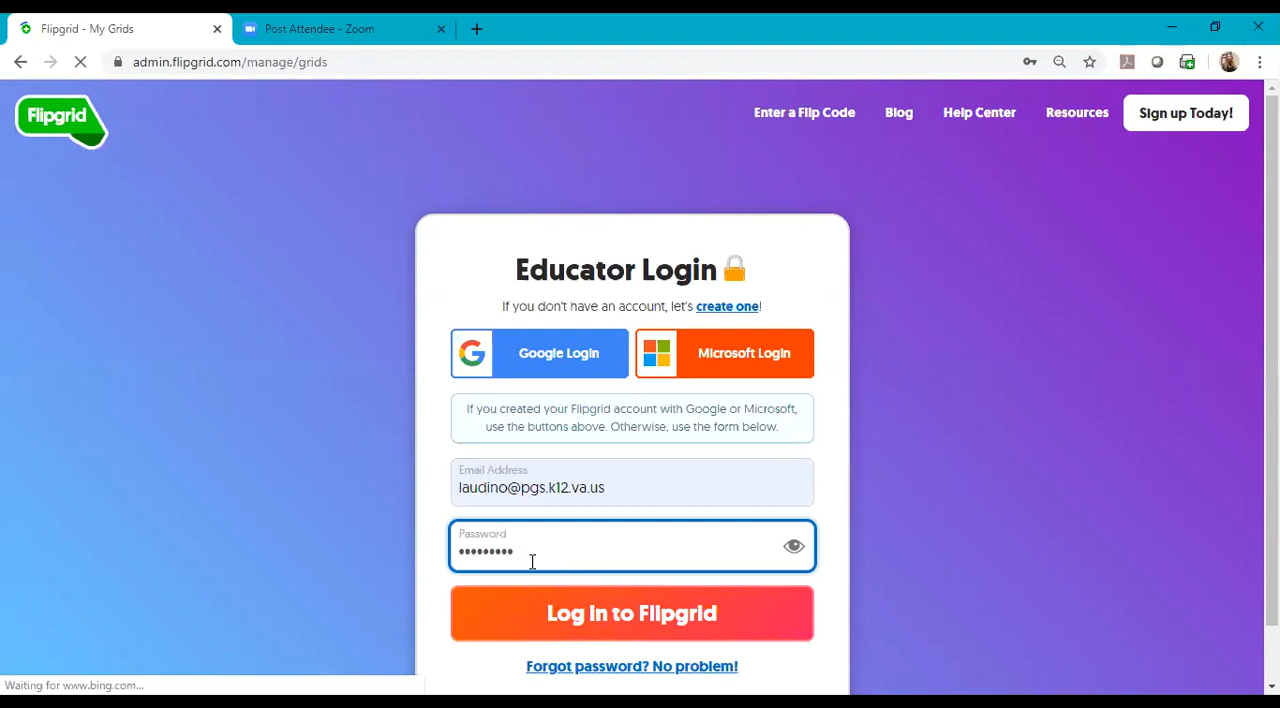 Flipgrid - My Grids
Post Attendee - Zoom
admin.flipgrid.com/manage/grids
Flipgrid
Enter a Flip Code
Blog
Help Center
Resources
Sign up Today!
Educator Login
If you don't have an account, let's create one!
Google Login
Microsoft Login
If you created your Flipgrid account with Google or Microsoft,
use the buttons above. Otherwise, use the form below.
Email Address
laudino@pgs.k12.va.us
Password
•••••••••
Log in to Flipgrid
Forgot password? No problem!
Waiting for www.bing.com...